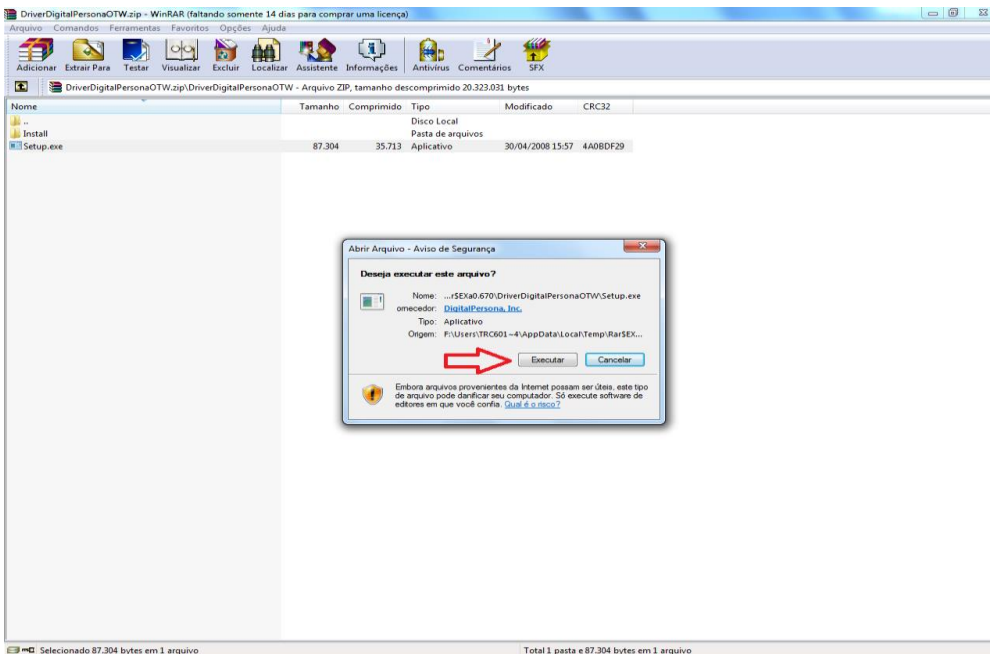 DriverDigitalPersonaOTW.zip - WinRAR (faltando somente 14 dias para comprar uma licença)
Arquivo Comandos Ferramentas Favoritos Opções Ajuda
Adicionar Extrair Para Testar Visualizar Excluir Localizar Assistente Informações Antivírus Comentários SFX
DriverDigitalPersonaOTW.zip\DriverDigitalPersonaOTW - Arquivo ZIP, tamanho descomprimido 20.323.031 bytes
Nome Tamanho Comprimido Tipo Modificado CRC32
.. Disco Local
Install Pasta de arquivos
Setup.exe 87.304 35.713 Aplicativo 30/04/2008 15:57 4A0BDF29
Abrir Arquivo - Aviso de Segurança
Deseja executar este arquivo?
Nome: ...r$EXa0.670\DriverDigitalPersonaOTW\Setup.exe
ornecedor: DigitalPersona, Inc.
Tipo: Aplicativo
Origem: F:\Users\TRC601~4\AppData\Local\Temp\Rar$EX...
Executar Cancelar
Embora arquivos provenientes da Internet possam ser úteis, este tipo
de arquivo pode danificar seu computador. Só execute software de
editores em que você confia. Qual é o risco?
Selecionado 87.304 bytes em 1 arquivo Total 1 pasta e 87.304 bytes em 1 arquivo